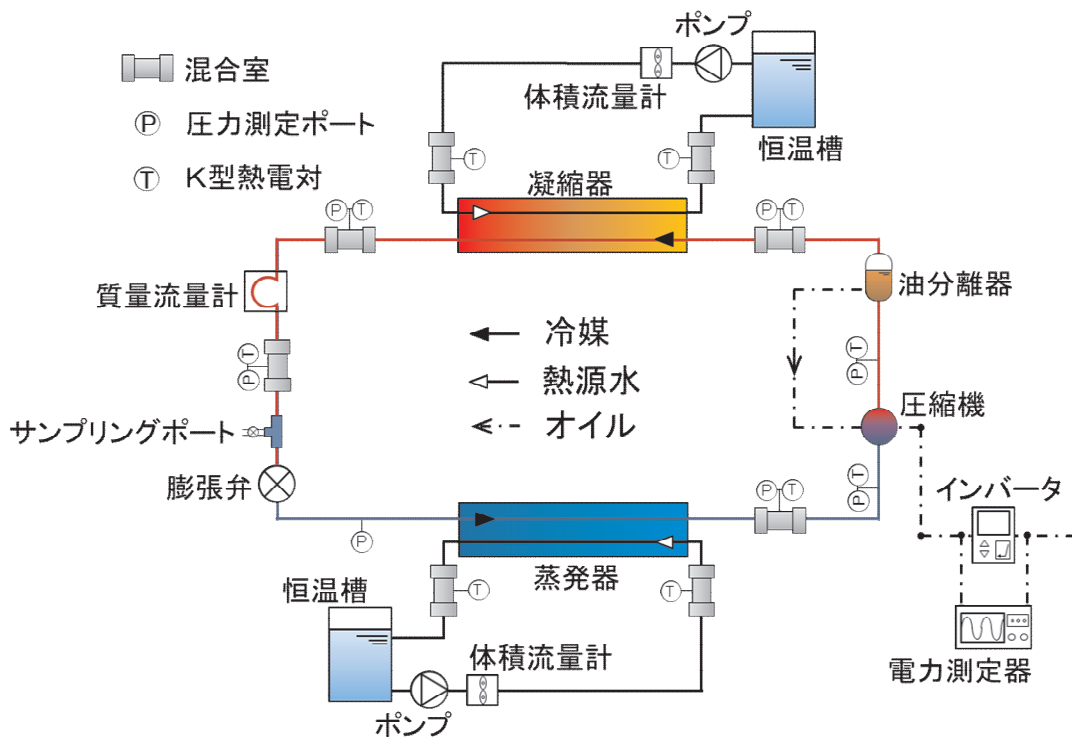 ポンプ
混合室
体積流量計
恒温槽
P
圧力測定ポート
T
T
T
K型熱電対
凝縮器
P T
P T
油分離器
質量流量計
冷媒
T
P
T
P
熱源水
圧縮機
サンプリングポート
オイル
膨張弁
T
P
P T
インバータ
P
蒸発器
恒温槽
T
T
体積流量計
電力測定器
ポンプ